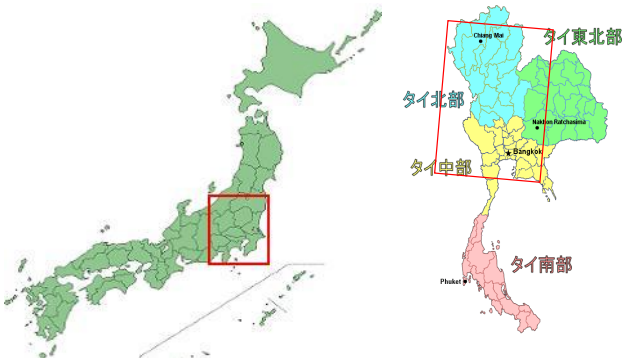 Chiang Mai
タイ東北部
タイ北部
Nakhon Ratchasima
Bangkok
タイ中部
タイ南部
Phuket